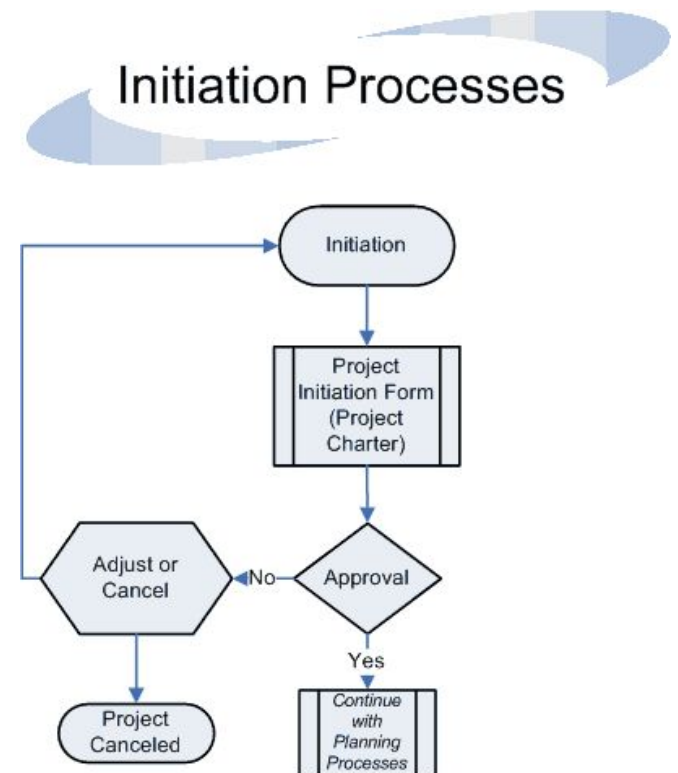 Initiation Processes
Initiation
Project
Initiation Form
(Project
Charter)
Adjust or
Cancel
No
Approval
Yes
Project
Canceled
Continue
with
Planning
Processes